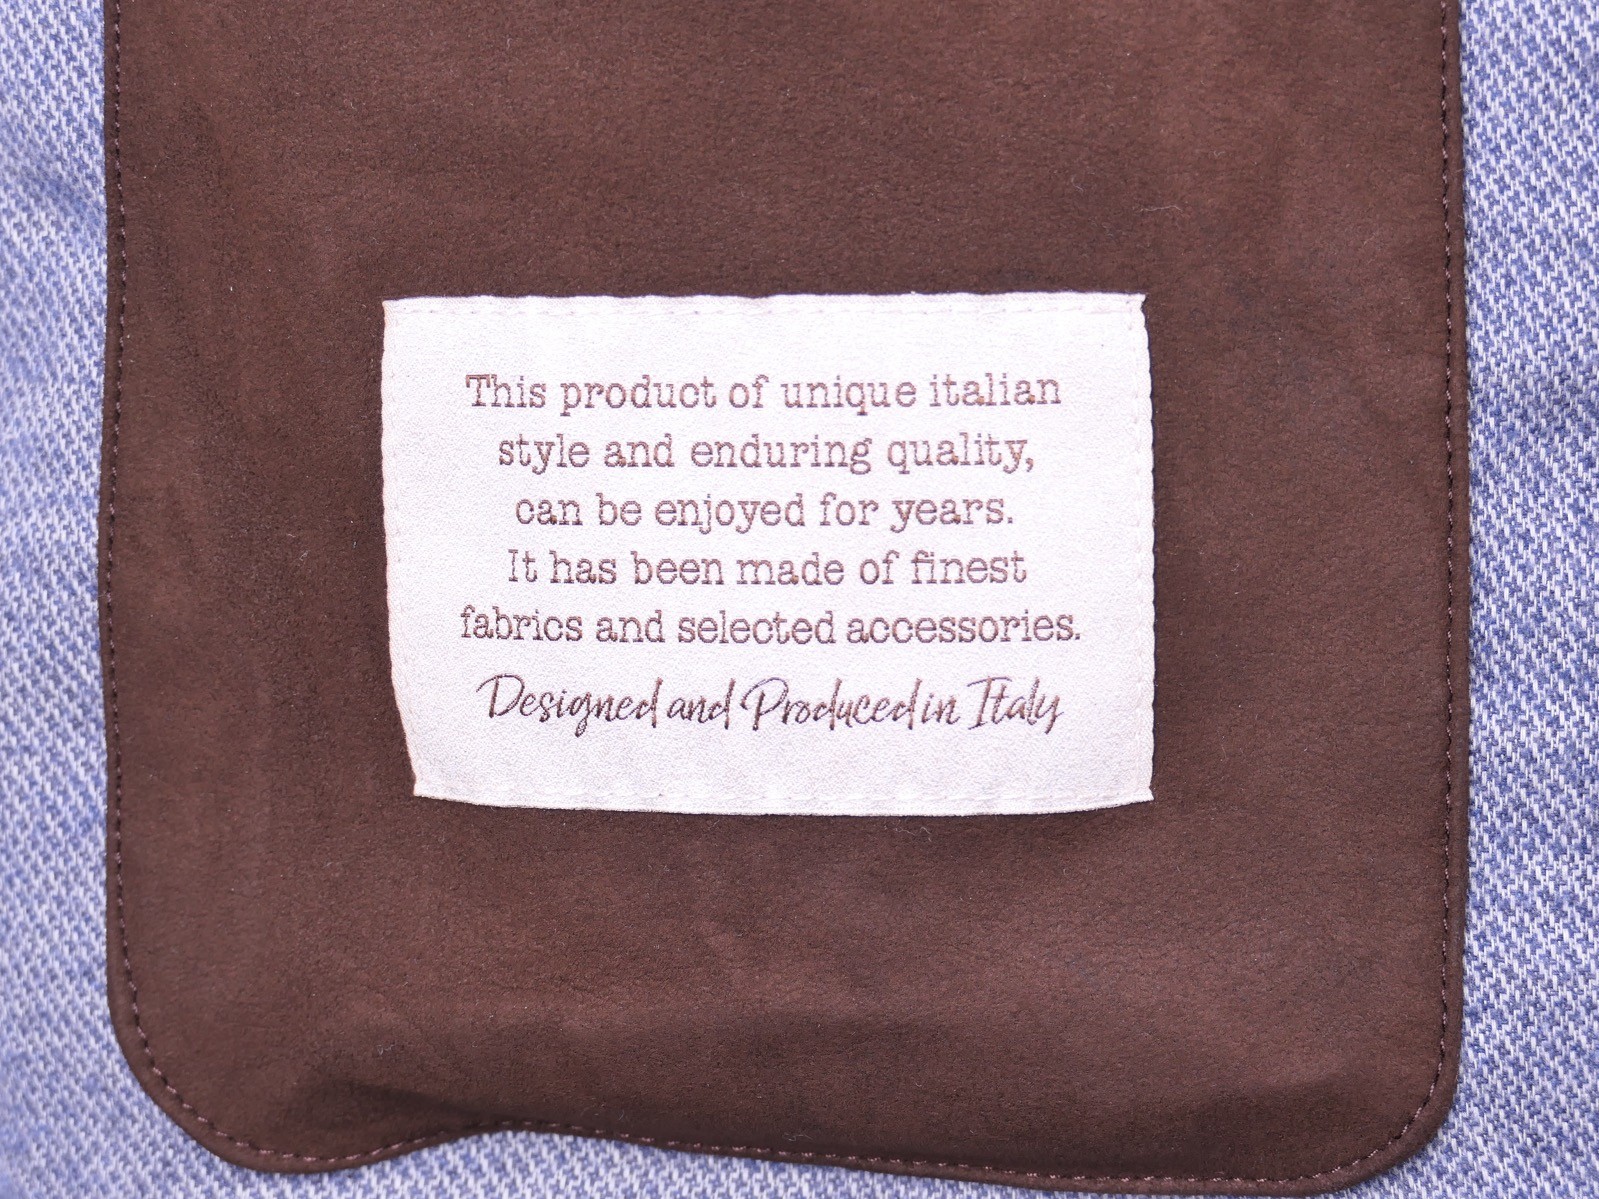 This product of unique italian
style and enduring quality,
can be enjoyed for years.
It has been made of finest
fabrics and selected accessories.
Designed and Produced in Italy